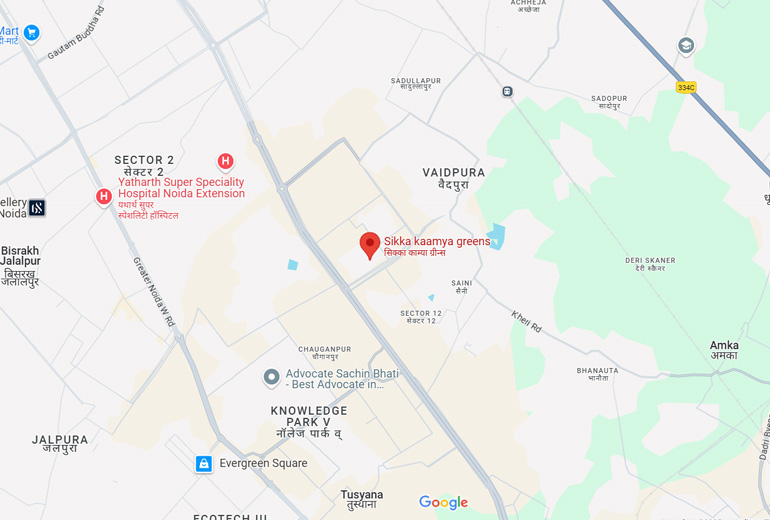 ACHHEJA
अच्छेजा
Mart
Gautam Buddha Rd
334C
SADULLAPUR
सादुल्लापुर
SADOPUR
सादोपुर
SECTOR 2
सेक्टर 2
VAIDPURA
वैदपुरा
Yatharth Super Speciality
Hospital Noida Extension
यथार्थ सुपर
स्पेशलिटी हॉस्पिटल
ellery
Noida
Sikka kaamya greens
सिक्का काम्या ग्रीन्स
Bisrakh
Jalalpur
बिसरख
जलालपुर
DERI SKANER
देरी स्कैनर
Greater Noida W Rd
SAINI
सैनी
SECTOR 12
सेक्टर 12
Kheri Rd
CHAUGANPUR
चौगानपुर
Amka
अमका
BHANAUTA
भानौता
Advocate Sachin Bhati
- Best Advocate in...
KNOWLEDGE
PARK V
नॉलेज पार्क व्
JALPURA
जलपुरा
Evergreen Square
Tusyana
तुस्याना
Google
ECOTECH III